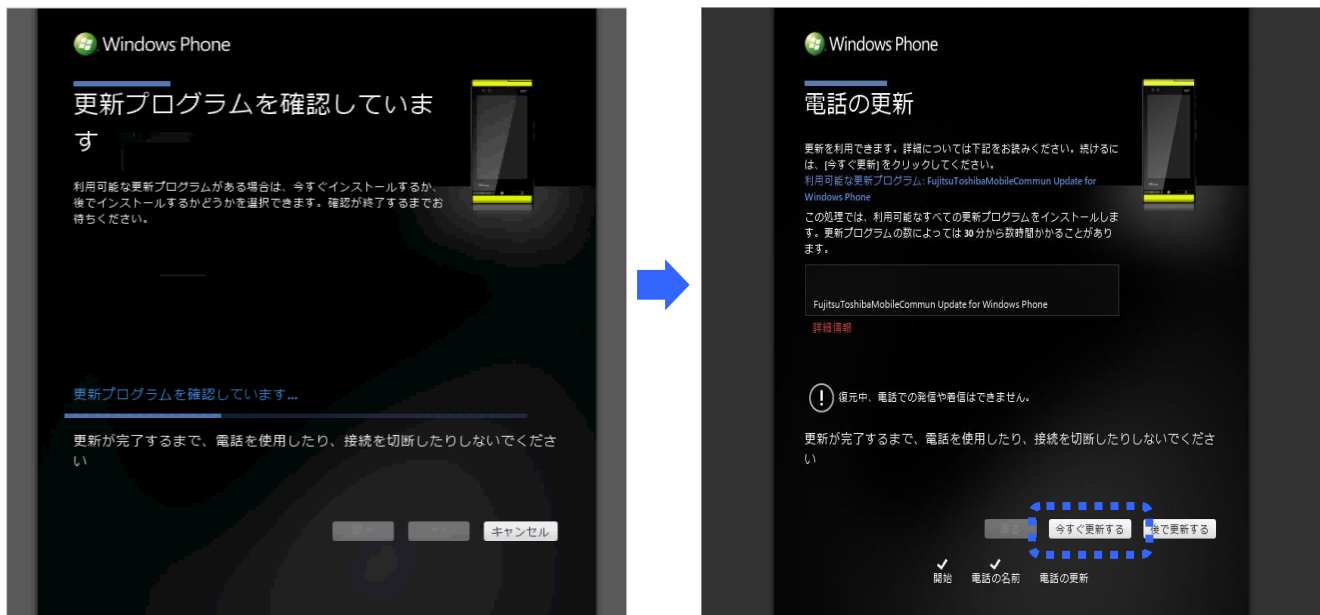 Windows Phone
更新プログラムを確認していま
す
利用可能な更新プログラムがある場合は、今すぐインストールするか、
後でインストールするかどうかを選択できます。確認が終了するまでお
待ちください。
更新プログラムを確認しています...
更新が完了するまで、電話を使用したり、接続を切断したりしないでくださ
い
キャンセル
Windows Phone
電話の更新
更新を利用できます。詳細については下記をお読みください。続けるに
は、[今すぐ更新] をクリックしてください。
利用可能な更新プログラム: FujitsuToshibaMobileCommun Update for
Windows Phone
この処理では、利用可能なすべての更新プログラムをインストールしま
す。更新プログラムの数によっては 30 分から数時間かかることがあり
ます。
FujitsuToshibaMobileCommun Update for Windows Phone
詳細情報
復元中、電話での発信や着信はできません。
更新が完了するまで、電話を使用したり、接続を切断したりしないでくださ
い
戻る 今すぐ更新する 後で更新する
開始 電話の名前 電話の更新